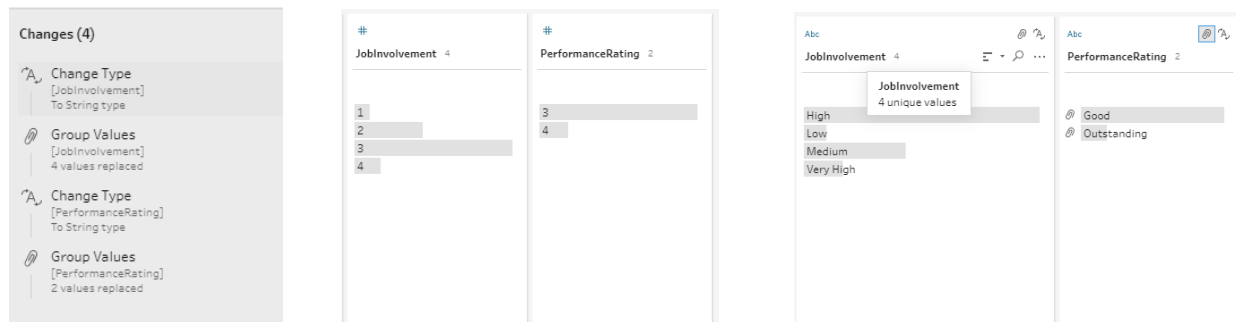 Changes (4)
Change Type
[JobInvolvement]
To String type
Group Values
[JobInvolvement]
4 values replaced
Change Type
[PerformanceRating]
To String type
Group Values
[PerformanceRating]
2 values replaced
#
JobInvolvement 4
1
2
3
4
#
PerformanceRating 2
3
4
Abc
JobInvolvement 4
JobInvolvement
4 unique values
High
Low
Medium
Very High
Abc
PerformanceRating 2
Good
Outstanding